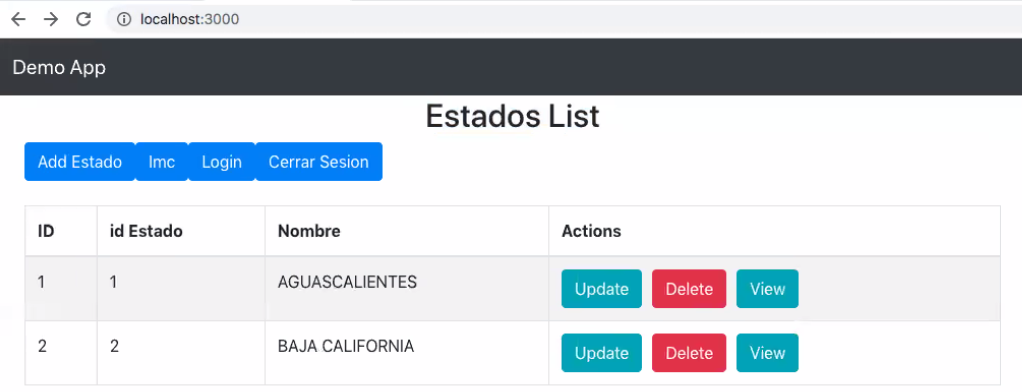 localhost:3000
Demo App
Estados List
Add Estado Imc Login Cerrar Sesion
ID id Estado Nombre Actions
1 1 AGUASCALIENTES Update Delete View
2 2 BAJA CALIFORNIA Update Delete View